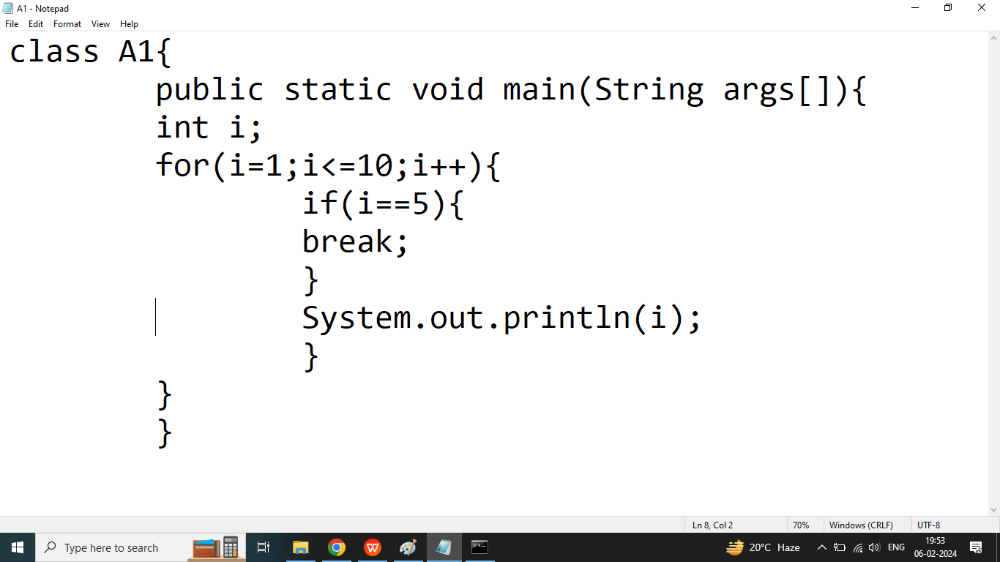 A1 - Notepad
File Edit Format View Help
class A1{
public static void main(String args[]){
int i;
for(i=1;i<=10;i++){
if(i==5){
break;
}
System.out.println(i);
}
}
}
Ln 8, Col 2 70% Windows (CRLF) UTF-8
Type here to search
W
C:\_
20°C Haze
ENG
19:53
06-02-2024